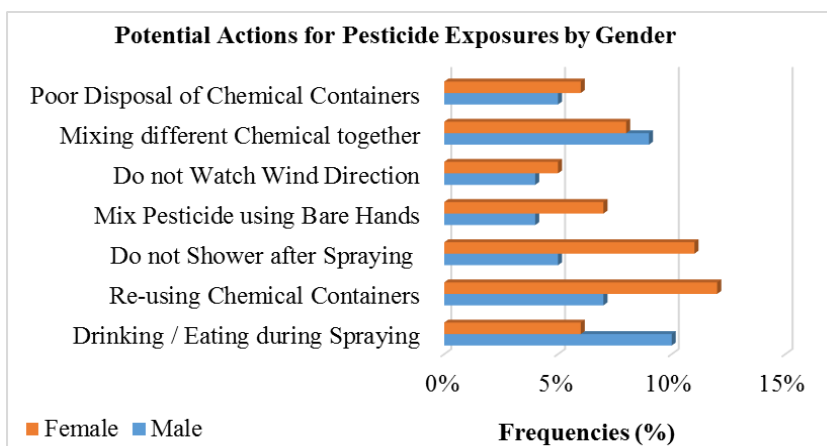 Potential Actions for Pesticide Exposures by Gender
Poor Disposal of Chemical Containers
Mixing different Chemical together
Do not Watch Wind Direction
Mix Pesticide using Bare Hands
Do not Shower after Spraying
Re-using Chemical Containers
Drinking / Eating during Spraying
0% 5% 10% 15%
Female Male Frequencies (%)